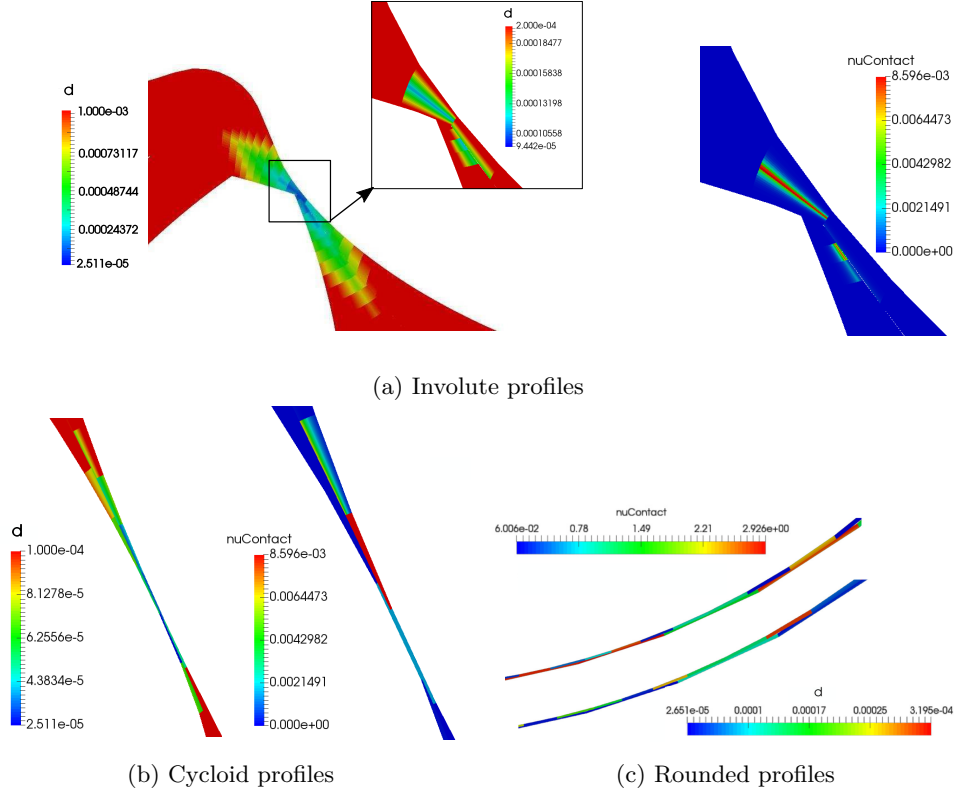 d
1.000e-03
0.00073117
0.00048744
0.00024372
2.511e-05
d
2.000e-04
0.00018477
0.00015838
0.00013198
0.00010558
9.442e-05
nuContact
8.596e-03
0.0064473
0.0042982
0.0021491
0.000e+00
(a) Involute profiles
d
1.000e-04
8.1278e-5
6.2556e-5
4.3834e-5
2.511e-05
nuContact
8.596e-03
0.0064473
0.0042982
0.0021491
0.000e+00
nuContact
6.006e-02 0.78 1.49 2.21 2.926e+00
d
2.651e-05 0.0001 0.00017 0.00025 3.195e-04
(b) Cycloid profiles
(c) Rounded profiles